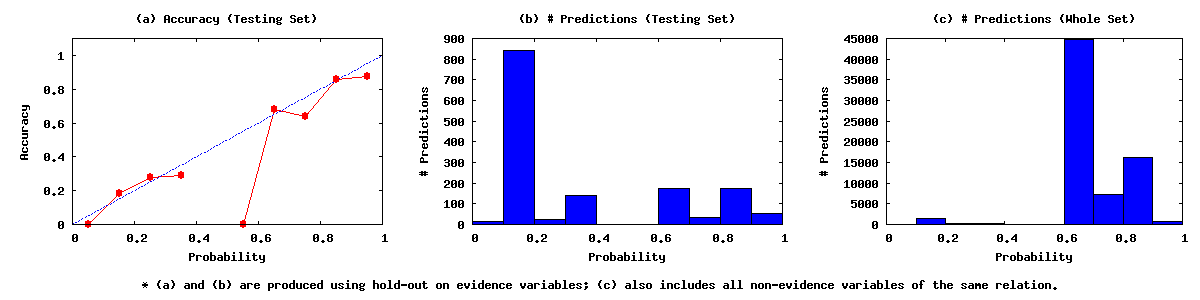 (a) Accuracy (Testing Set)
(b) # Predictions (Testing Set)
(c) # Predictions (Whole Set)
Accuracy
1
0.8
0.6
0.4
0.2
0
0 0.2 0.4 0.6 0.8 1
Probability
# Predictions
900
800
700
600
500
400
300
200
100
0
0 0.2 0.4 0.6 0.8 1
Probability
# Predictions
45000
40000
35000
30000
25000
20000
15000
10000
5000
0
0 0.2 0.4 0.6 0.8 1
Probability
* (a) and (b) are produced using hold-out on evidence variables; (c) also includes all non-evidence variables of the same relation.